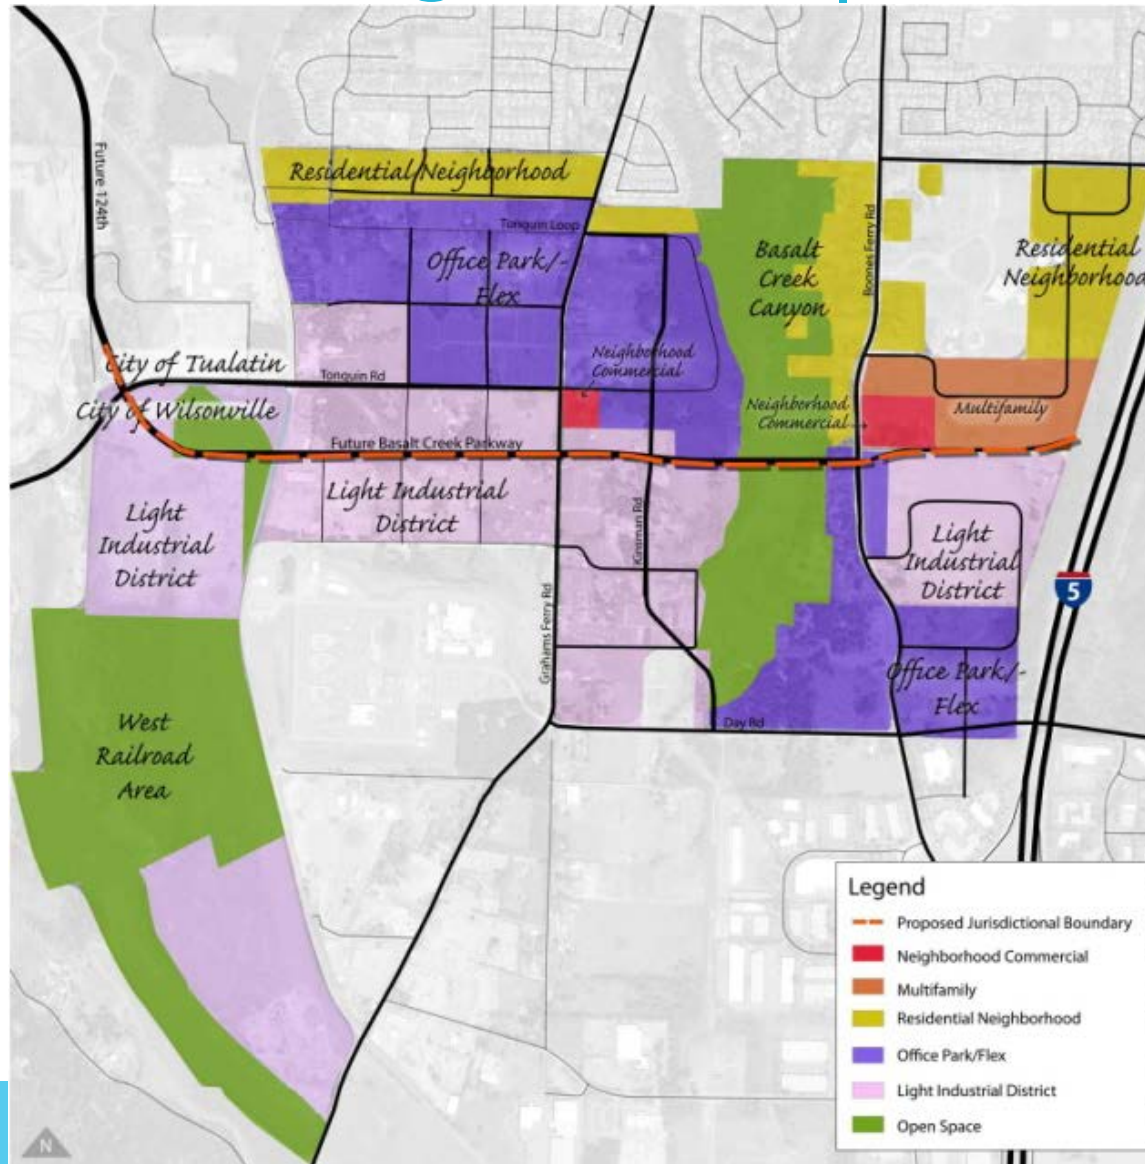 Future 124th
Residential Neighborhood
Tonquin Loop
Office Park/-
Flex
Basalt
Creek
Canyon
Boones Ferry Rd
Residential
Neighborhood
City of Tualatin
Tonquin Rd
Neighborhood
Commercial
City of Wilsonville
Neighborhood
Commercial
Multifamily
Future Basalt Creek Parkway
Light
Industrial
District
Light Industrial
District
Kinsman Rd
Light
Industrial
District
5
Grahams Ferry Rd
Office Park/-
Flex
Day Rd
West
Railroad
Area
Legend
Proposed Jurisdictional Boundary
Neighborhood Commercial
Multifamily
Residential Neighborhood
Office Park/Flex
Light Industrial District
Open Space
N